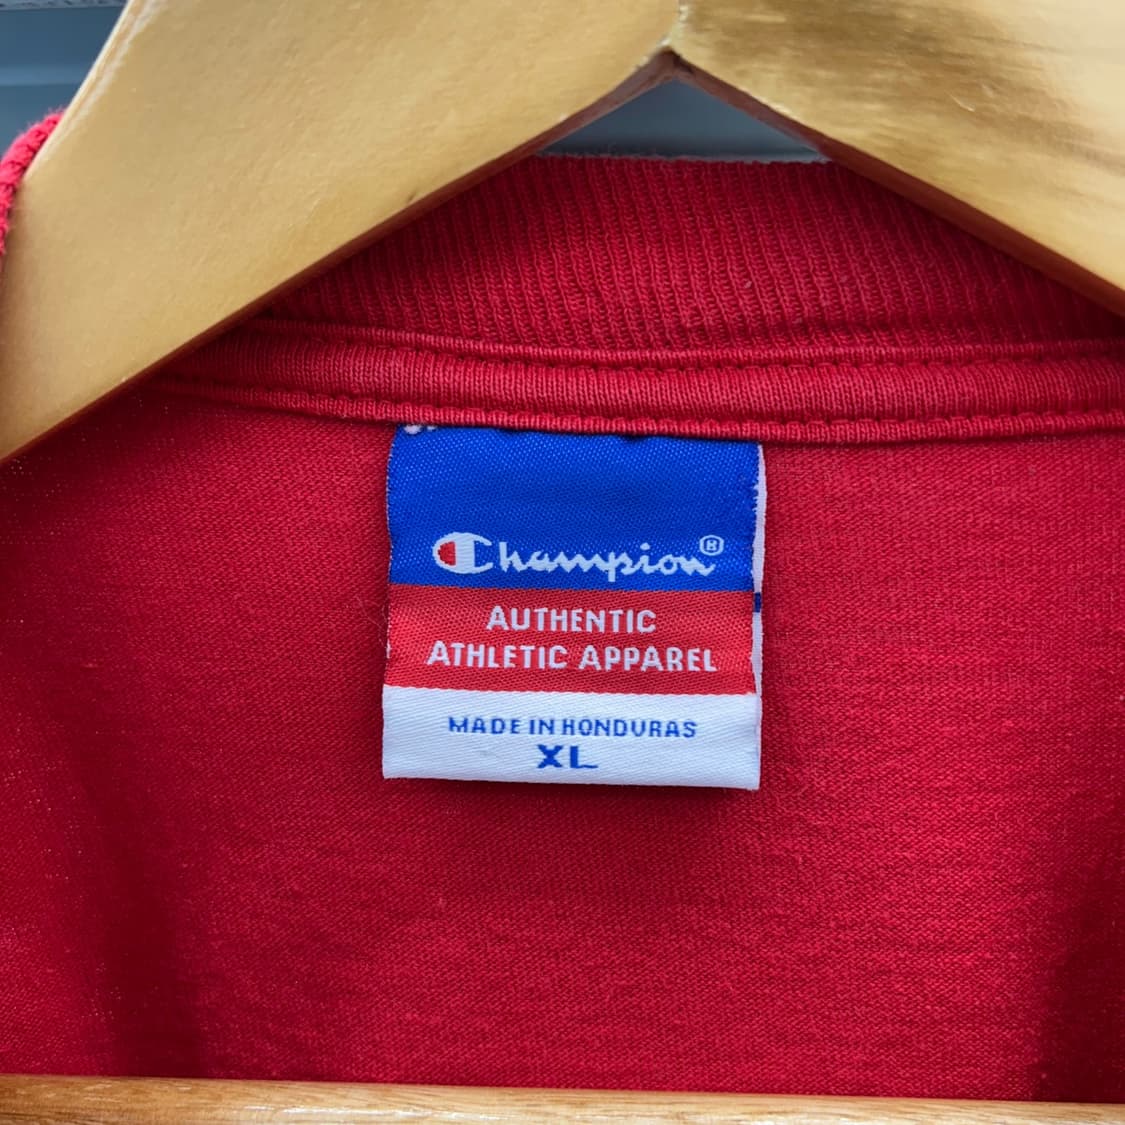 Champion®
AUTHENTIC
ATHLETIC APPAREL
MADE IN HONDURAS
XL